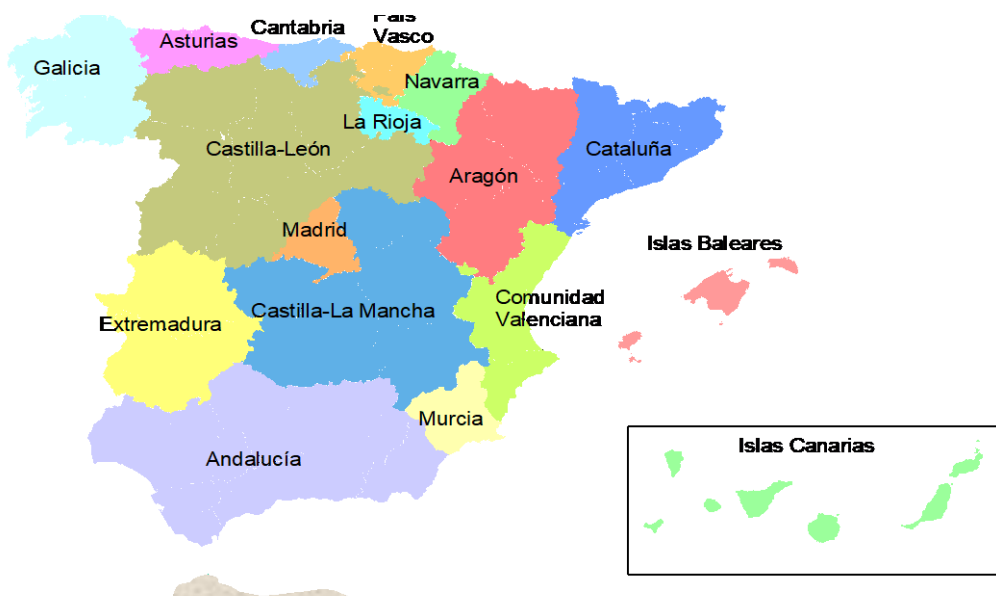 País
Vasco
Cantabria
Asturias
Galicia
Navarra
La Rioja
Castilla-León
Cataluña
Aragón
Madrid
Islas Baleares
Comunidad
Valenciana
Castilla-La Mancha
Extremadura
Murcia
Andalucía
Islas Canarias